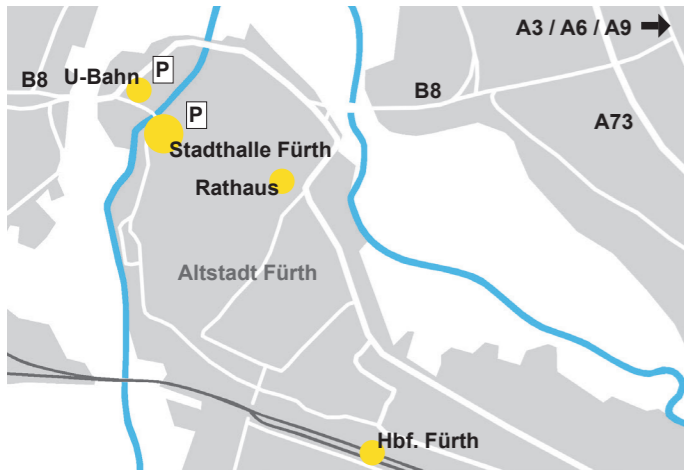 A3 / A6 / A9
U-Bahn P
B8
B8
P
A73
Stadthalle Fürth
Rathaus
Altstadt Fürth
Hbf. Fürth